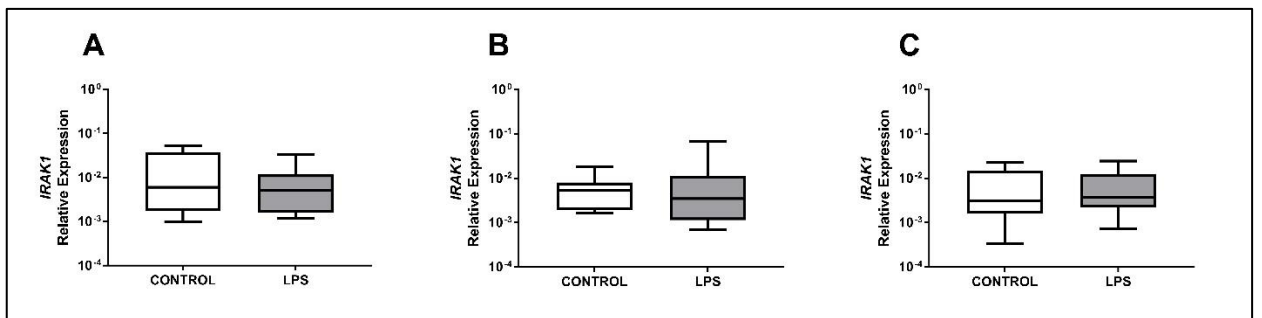 A
IRAK1
Relative Expression
10⁰
10⁻¹
10⁻²
10⁻³
10⁻⁴
CONTROL LPS
B
IRAK1
Relative Expression
10⁰
10⁻¹
10⁻²
10⁻³
10⁻⁴
CONTROL LPS
C
IRAK1
Relative Expression
10⁰
10⁻¹
10⁻²
10⁻³
10⁻⁴
CONTROL LPS